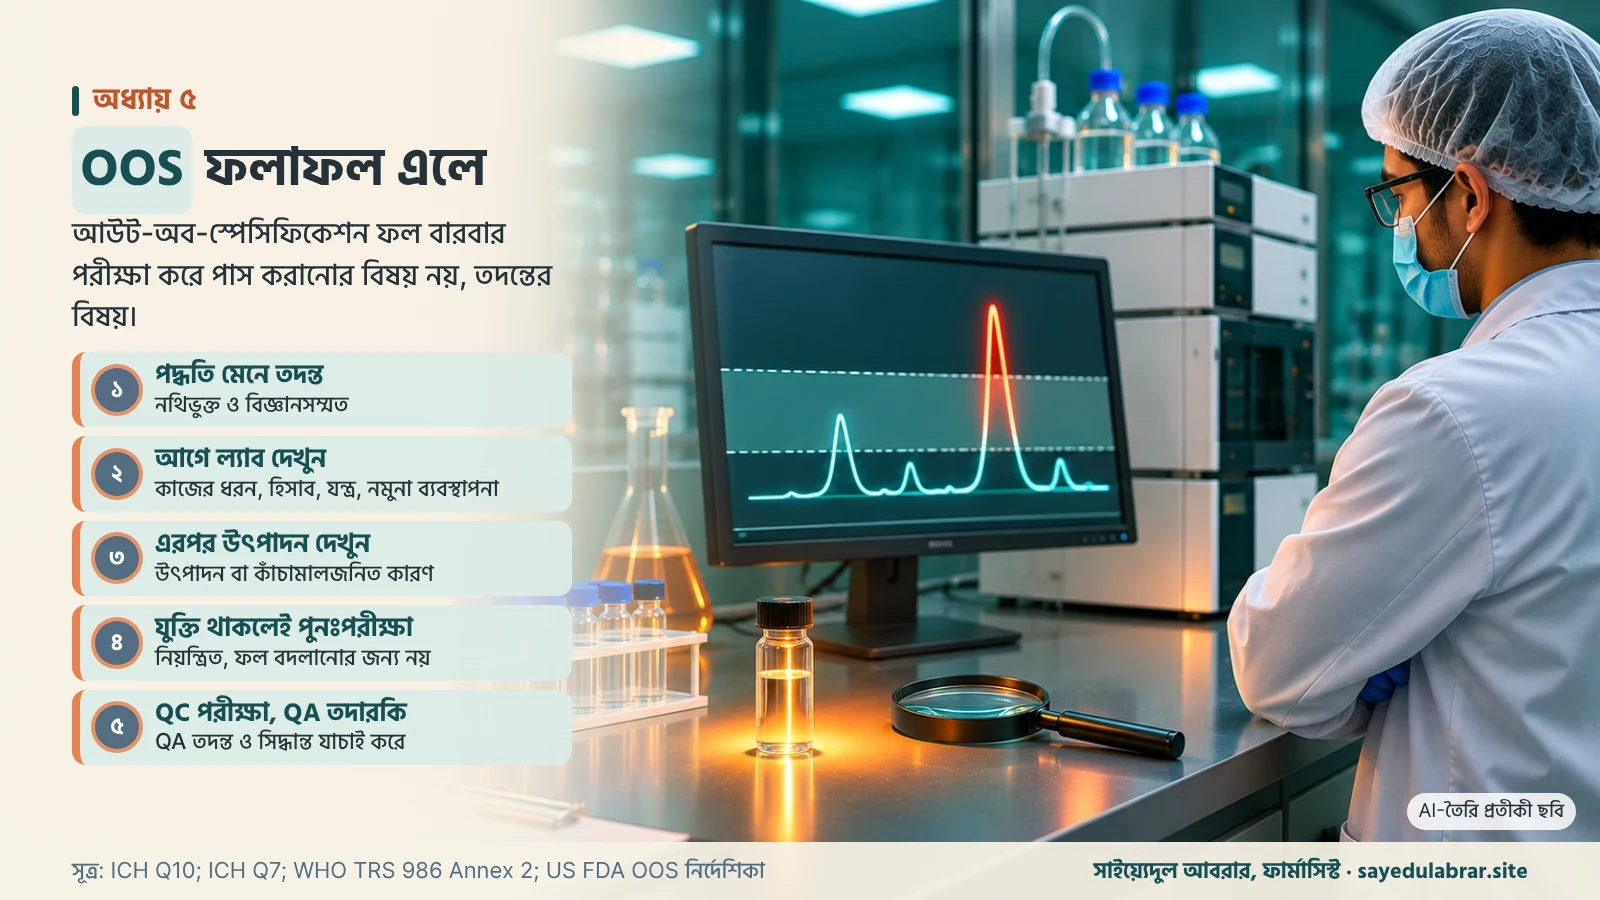 অধ্যায় ৫
OOS ফলাফল এলে
আউট-অব-স্পেসিফিকেশন ফল বারবার
পরীক্ষা করে পাস করানোর বিষয় নয়, তদন্তের
বিষয়।
১
পদ্ধতি মেনে তদন্ত
নথিভুক্ত ও বিজ্ঞানসম্মত
২
আগে ল্যাব দেখুন
কাজের ধরন, হিসাব, যন্ত্র, নমুনা ব্যবস্থাপনা
৩
এরপর উৎপাদন দেখুন
উৎপাদন বা কাঁচামালজনিত কারণ
৪
যুক্তি থাকলেই পুনঃপরীক্ষা
নিয়ন্ত্রিত, ফল বদলানোর জন্য নয়
৫
QC পরীক্ষা, QA তদারকি
QA তদন্ত ও সিদ্ধান্ত যাচাই করে
AI-তৈরি প্রতীকী ছবি
সূত্র: ICH Q10; ICH Q7; WHO TRS 986 Annex 2; US FDA OOS নির্দেশিকা
সাইয়্যেদুল আবরার, ফার্মাসিস্ট · sayedulabrar.site